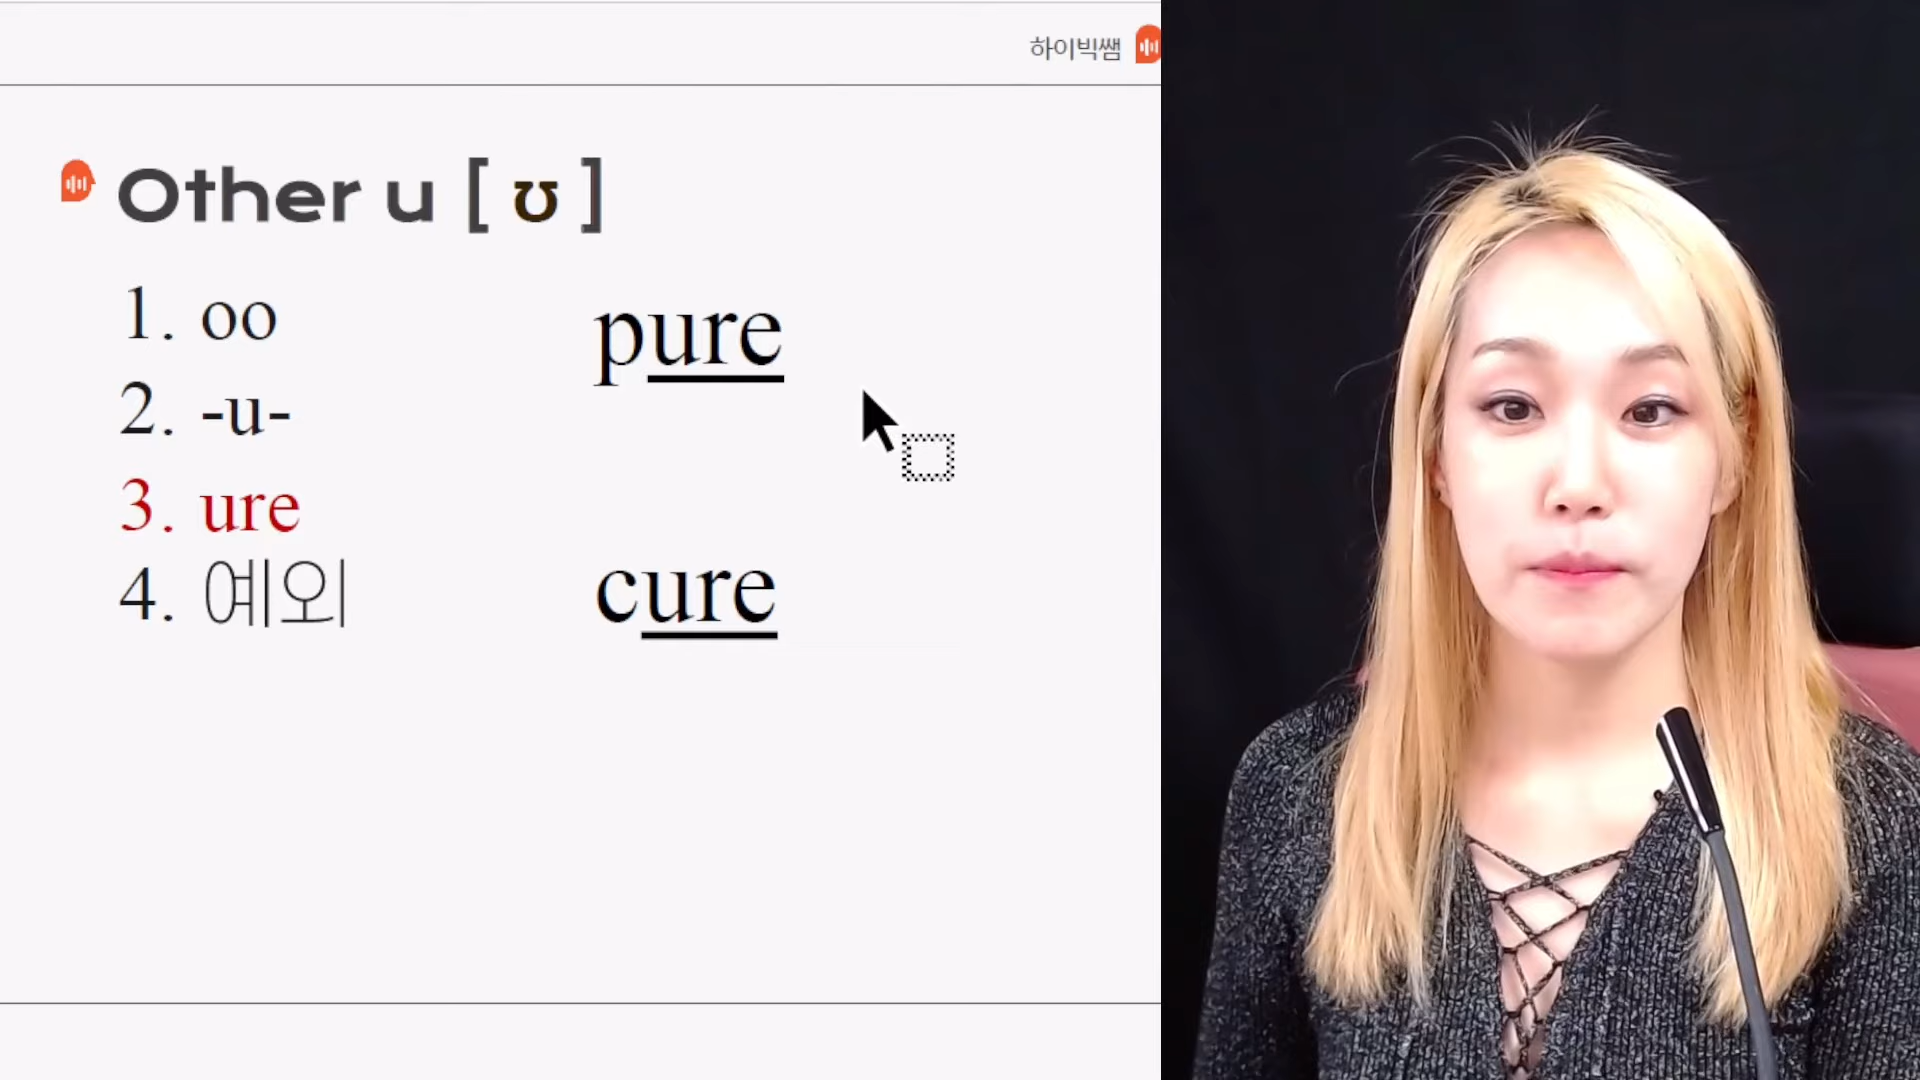 하이빅쌤
Other u [ ʊ ]
1. oo
2. -u-
3. ure
4. 예외
pure
cure